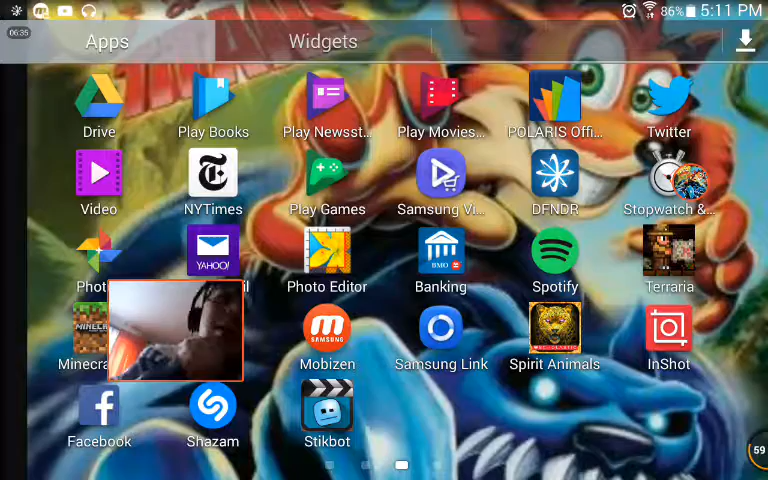 86% 5:11 PM
06:35
Apps Widgets
Drive Play Books Play Newsst... Play Movies... POLARIS Offi... Twitter
Video NYTimes Play Games Samsung Vi... DFNDR Stopwatch &...
YAHOO! BMO
Photo Editor Banking Spotify Terraria
SAMSUNG
Mobizen Samsung Link Spirit Animals InShot
Facebook Shazam Stikbot
59